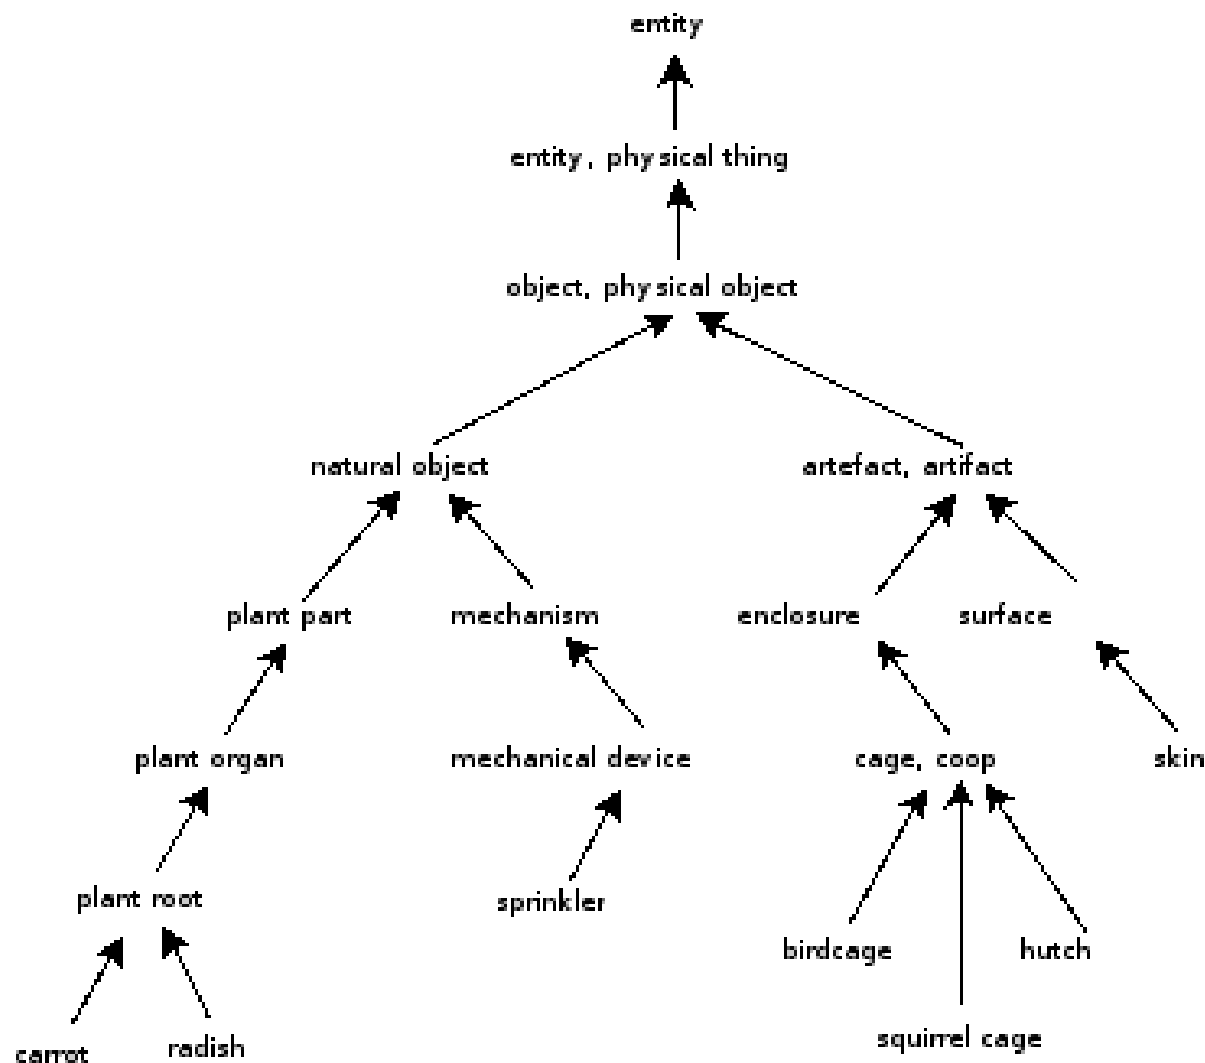 entity
entity, physical thing
object, physical object
natural object
artefact, artifact
plant part
mechanism
enclosure
surface
plant organ
mechanical device
cage, coop
skin
plant root
sprinkler
birdcage
hutch
carrot
radish
squirrel cage